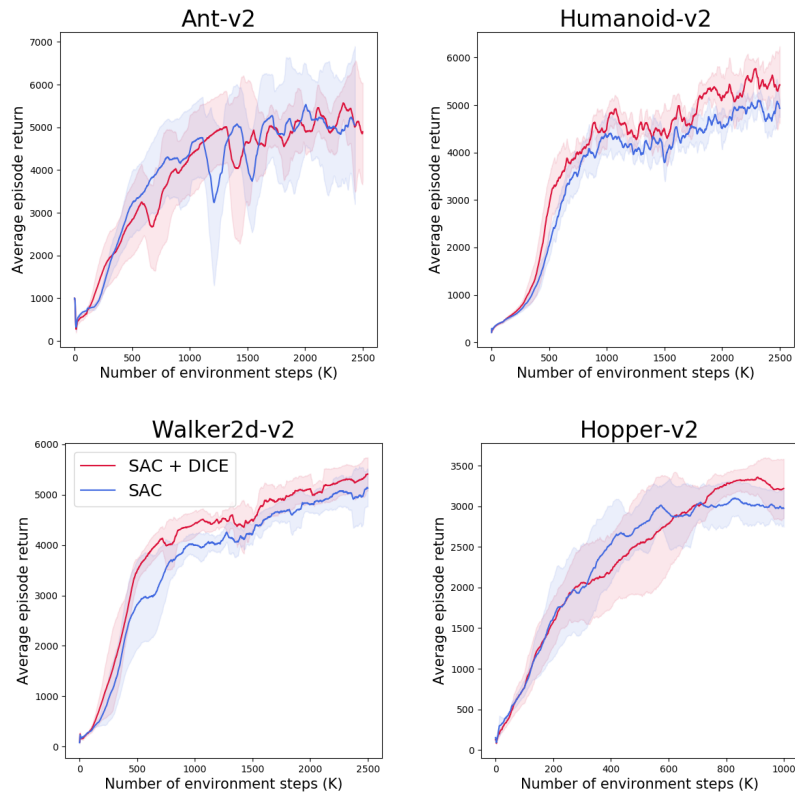 Ant-v2
7000
6000
5000
4000
3000
2000
1000
0
0 500 1000 1500 2000 2500
Average episode return
Number of environment steps (K)
Humanoid-v2
6000
5000
4000
3000
2000
1000
0
0 500 1000 1500 2000 2500
Average episode return
Number of environment steps (K)
Walker2d-v2
SAC + DICE
SAC
6000
5000
4000
3000
2000
1000
0
0 500 1000 1500 2000 2500
Average episode return
Number of environment steps (K)
Hopper-v2
3500
3000
2500
2000
1500
1000
500
0
0 200 400 600 800 1000
Average episode return
Number of environment steps (K)